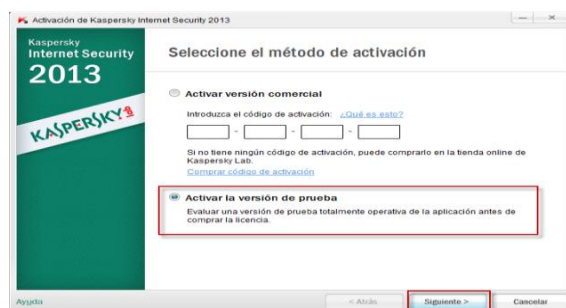 Activación de Kaspersky Internet Security 2013
Kaspersky
Internet Security
2013
KASPERSKY
Seleccione el método de activación
Activar versión comercial
Introduzca el código de activación: ¿Qué es esto?
- - -
Si no tiene ningún código de activación, puede comprarlo en la tienda online de
Kaspersky Lab.
Comprar código de activación
Activar la versión de prueba
Evaluar una versión de prueba totalmente operativa de la aplicación antes de
comprar la licencia.
Ayuda
< Atrás
Siguiente >
Cancelar